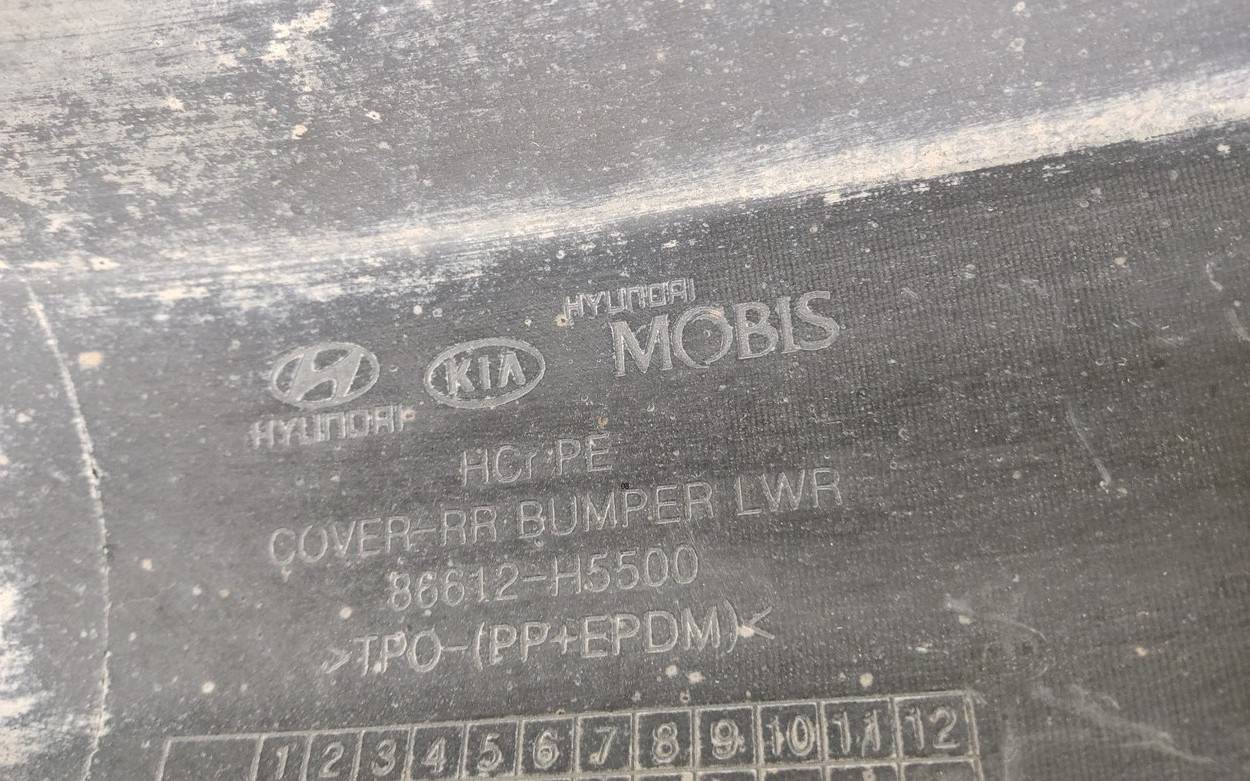 HYUNDAI
MOBIS
KIA
HYUNDAI
HCr PE
COVER-RR BUMPER LWR
86612-H5500
>TPO-(PP+EPDM)<
1 2 3 4 5 6 7 8 9 10 11 12